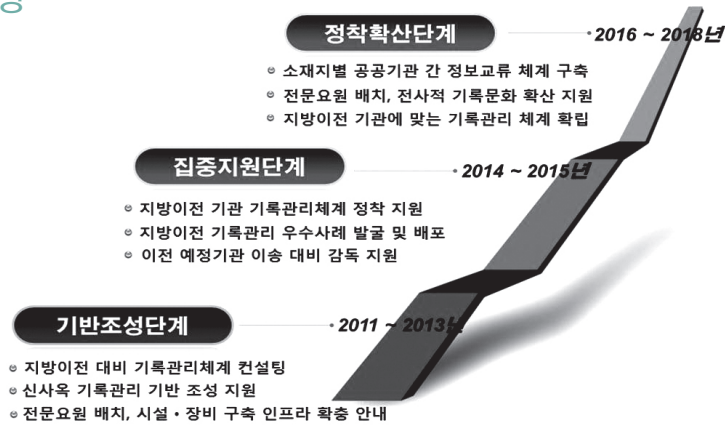 정착확산단계
2016 ~ 2018년
소재지별 공공기관 간 정보교류 체계 구축
전문요원 배치, 전사적 기록문화 확산 지원
지방이전 기관에 맞는 기록관리 체계 확립
집중지원단계
2014 ~ 2015년
지방이전 기관 기록관리체계 정착 지원
지방이전 기록관리 우수사례 발굴 및 배포
이전 예정기관 이송 대비 감독 지원
기반조성단계
2011 ~ 2013년
지방이전 대비 기록관리체계 컨설팅
신사옥 기록관리 기반 조성 지원
전문요원 배치, 시설 • 장비 구축 인프라 확충 안내